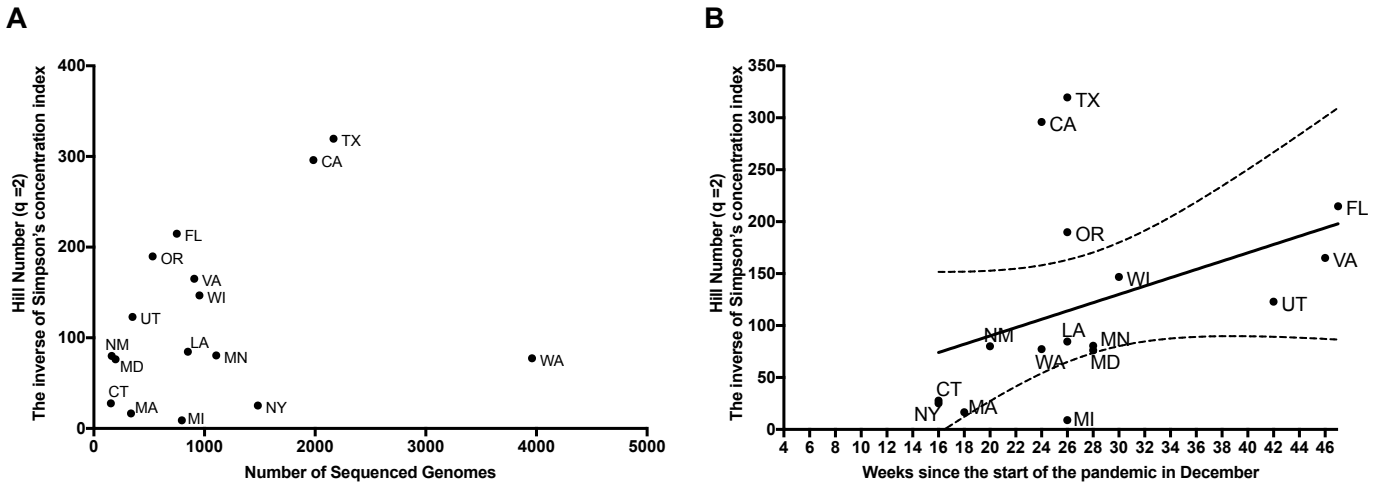 A
Hill Number (q =2)
The inverse of Simpson's concentration index
400
300
200
100
0
TX
CA
FL
OR
VA
WI
UT
NM
MD
LA
MN
WA
CT
MA
MI
NY
0 1000 2000 3000 4000 5000
Number of Sequenced Genomes
B
Hill Number (q =2)
The inverse of Simpson's concentration index
350
300
250
200
150
100
50
0
TX
CA
FL
OR
VA
WI
UT
NM
LA
MN
WA
MD
CT
NY
MA
MI
4 6 8 10 12 14 16 18 20 22 24 26 28 30 32 34 36 38 40 42 44 46
Weeks since the start of the pandemic in December